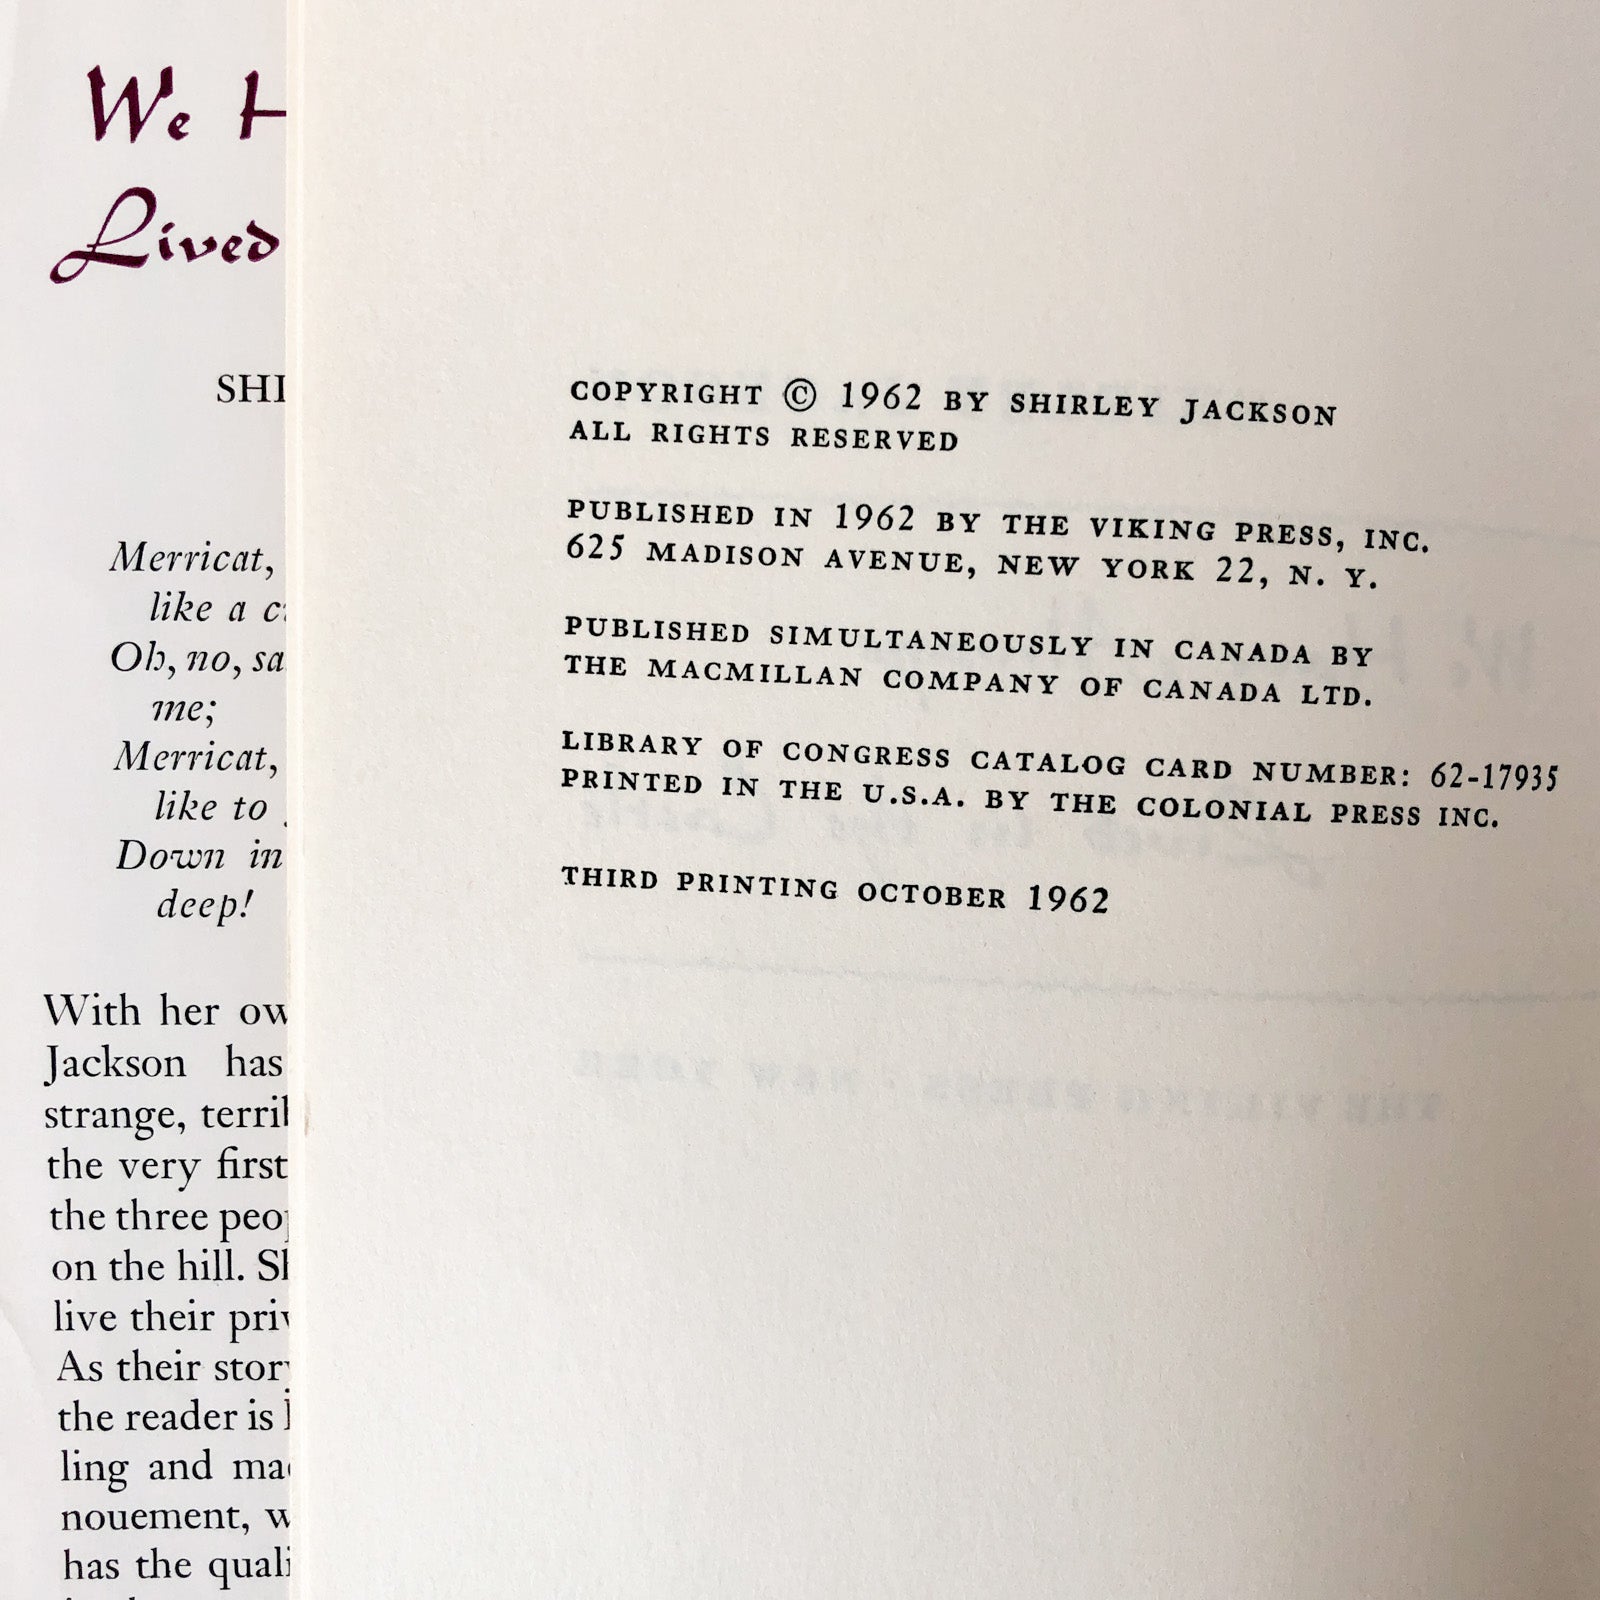 We H
Lived
SHI
Merricat,
like a
Oh, no, sa
me;
Merricat,
like to
Down in
deep!
With her ow
Jackson has
strange, terrib
the very first
the three peop
on the hill. Sh
live their priv
As their story
the reader is
ling and mad
nouement, w
has the quali
COPYRIGHT © 1962 BY SHIRLEY JACKSON
ALL RIGHTS RESERVED
PUBLISHED IN 1962 BY THE VIKING PRESS, INC.
625 MADISON AVENUE, NEW YORK 22, N. Y.
PUBLISHED SIMULTANEOUSLY IN CANADA BY
THE MACMILLAN COMPANY OF CANADA LTD.
LIBRARY OF CONGRESS CATALOG CARD NUMBER: 62-17935
PRINTED IN THE U.S.A. BY THE COLONIAL PRESS INC.
THIRD PRINTING OCTOBER 1962